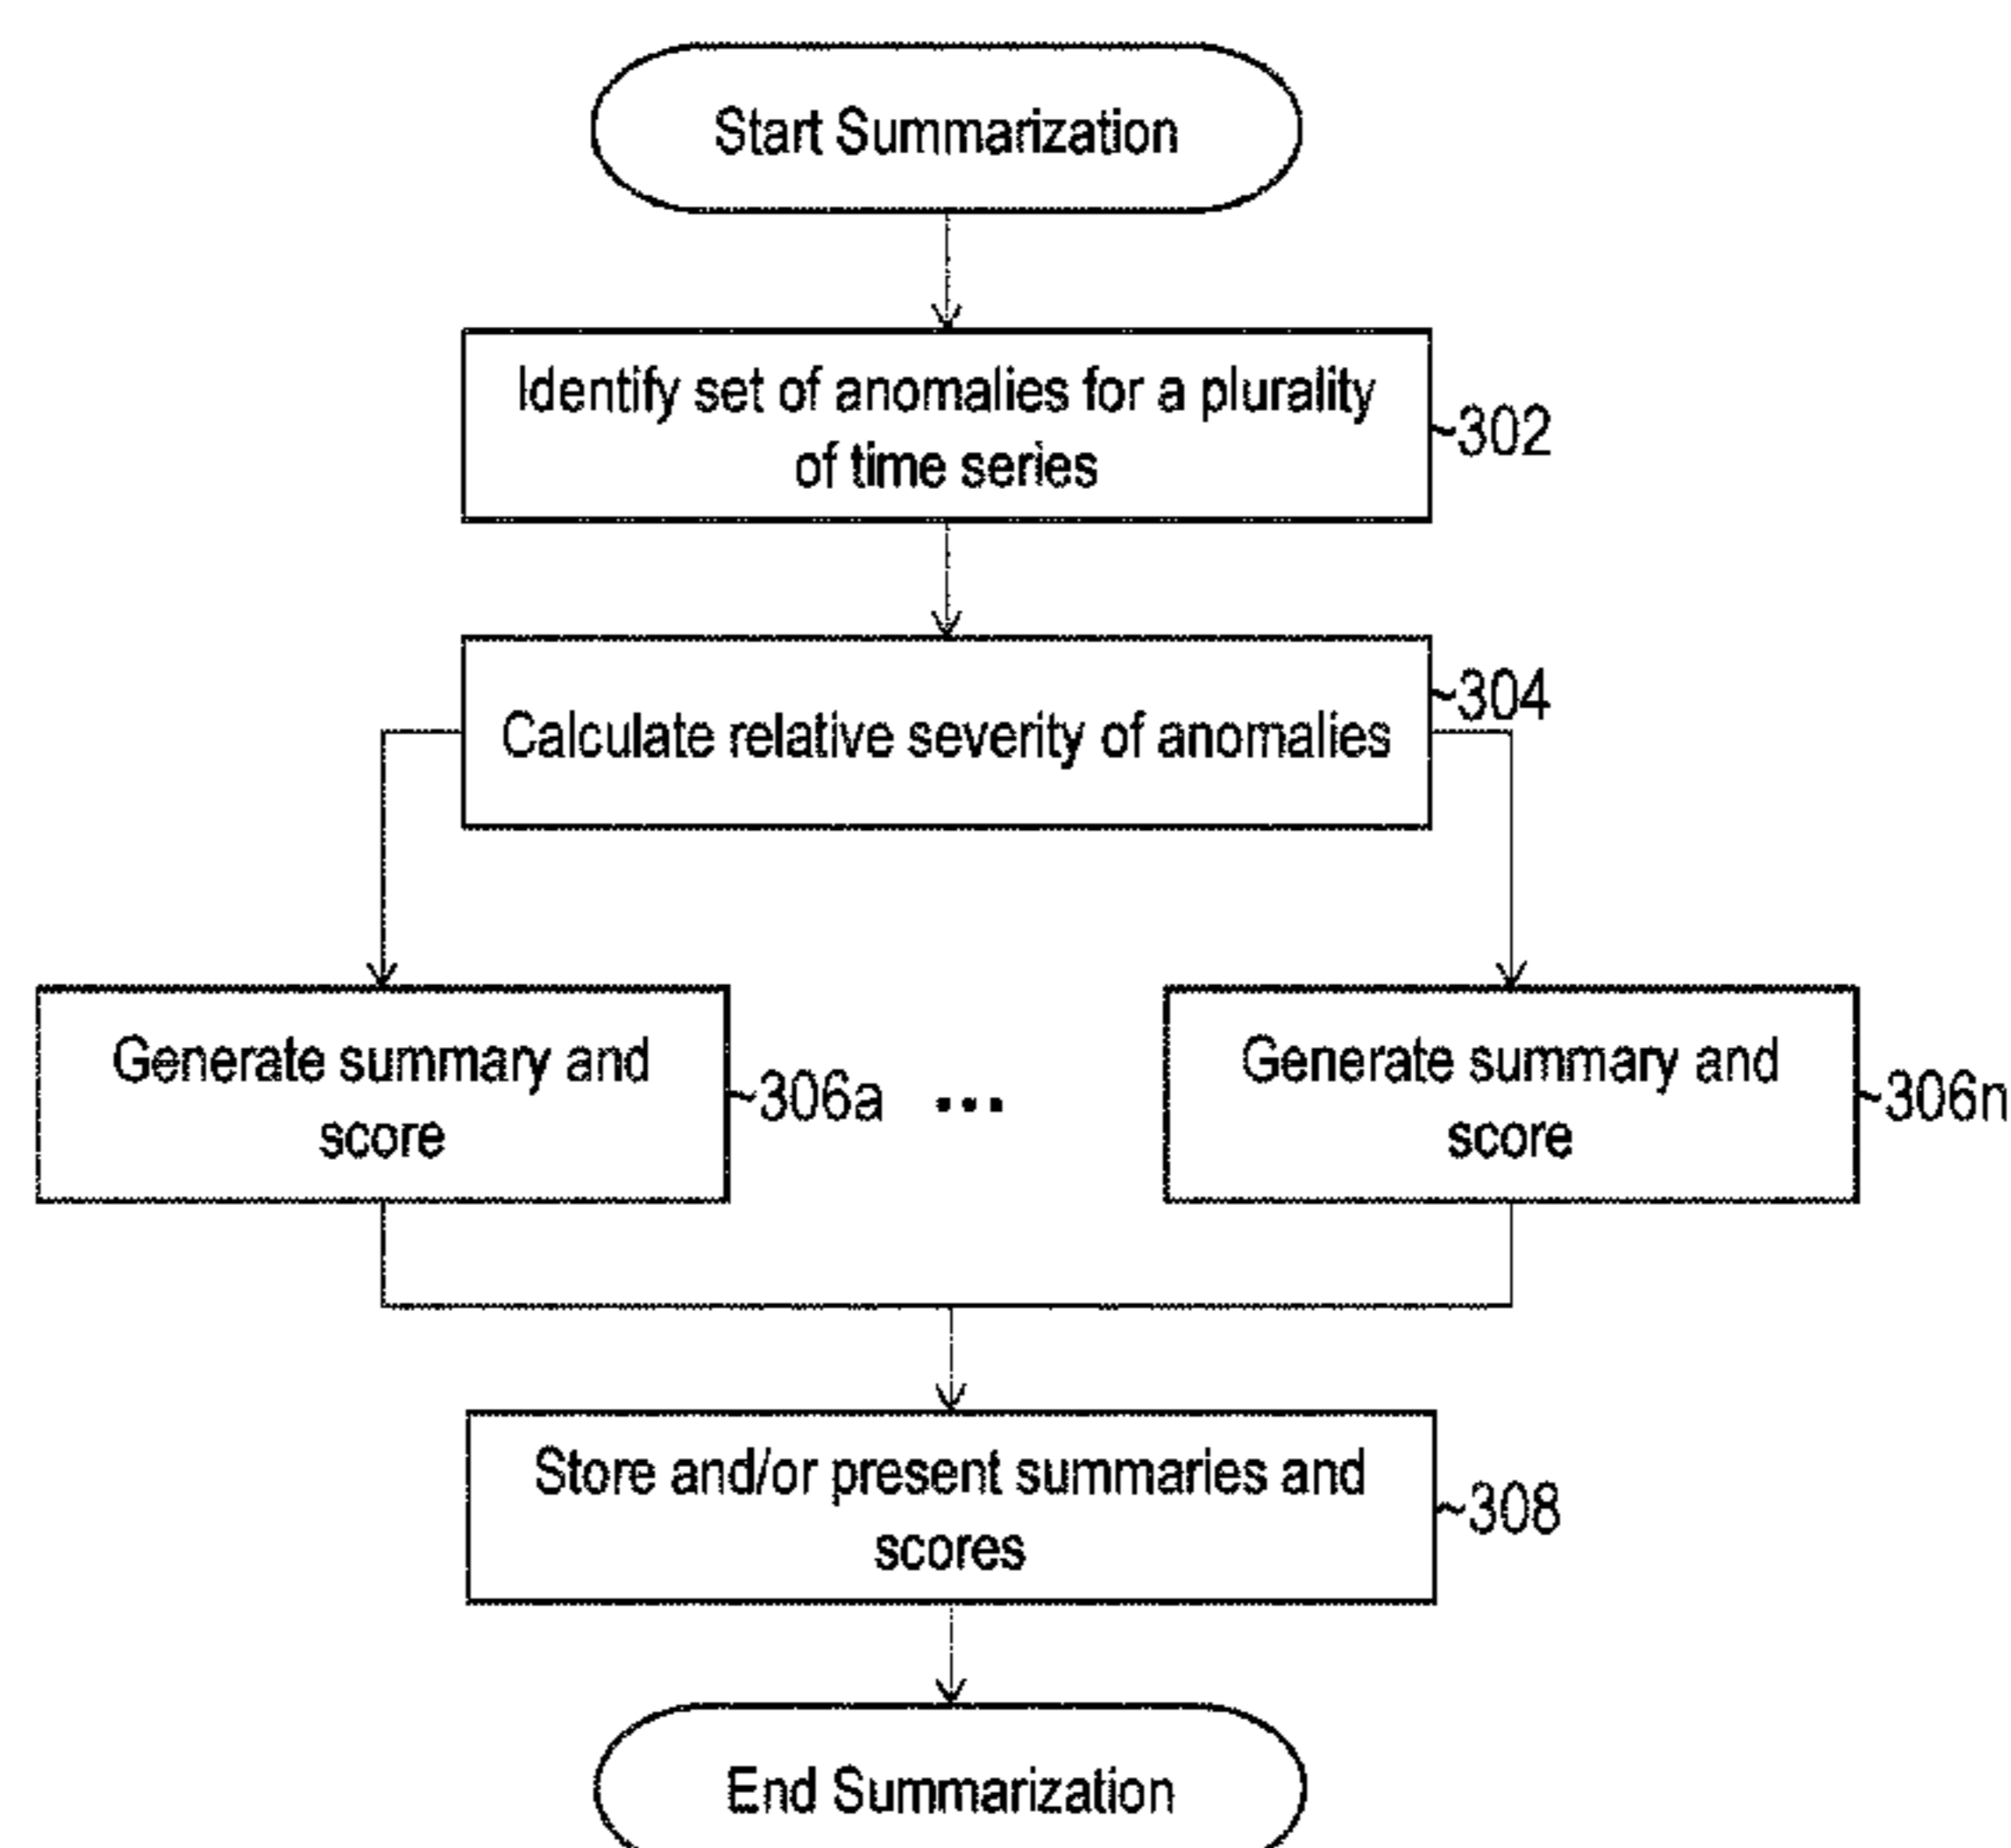 Start Summarization
Identify set of anomalies for a plurality
of time series
~302
Calculate relative severity of anomalies
~304
Generate summary and
score
~306a
...
Generate summary and
score
~306n
Store and/or present summaries and
scores
~308
End Summarization